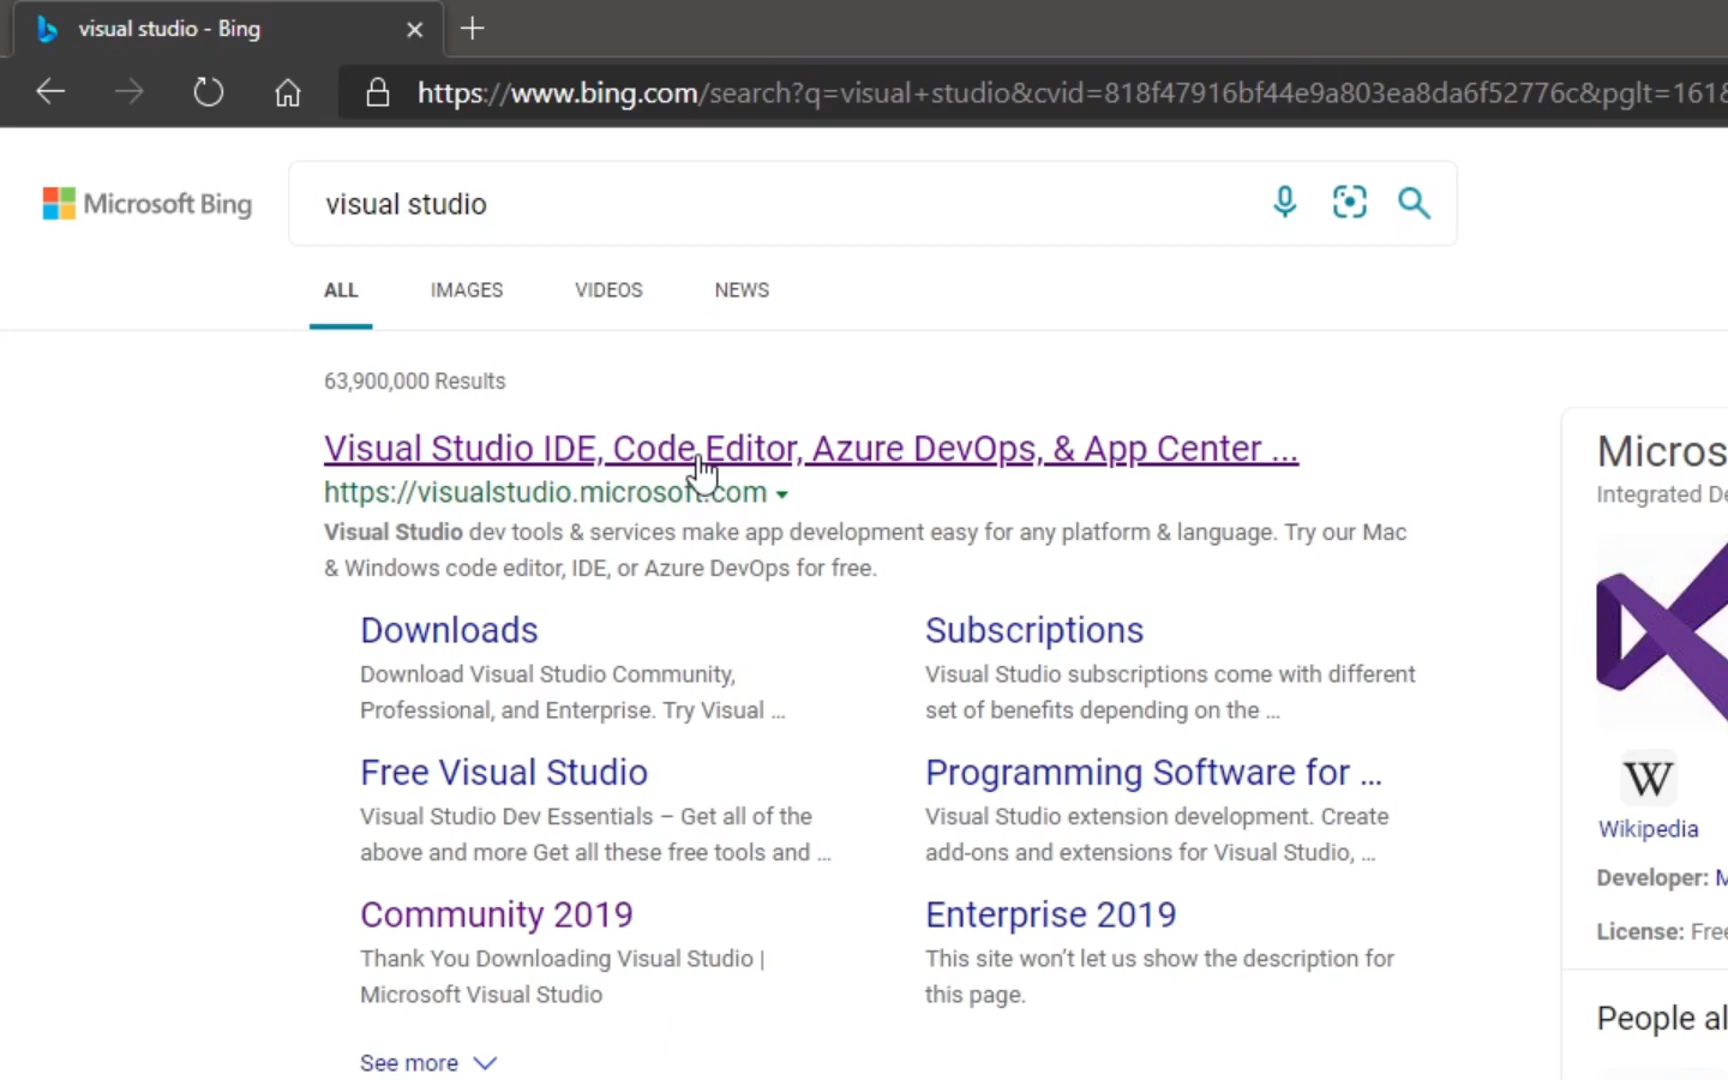 visual studio - Bing
https://www.bing.com/search?q=visual+studio&cvid=818f47916bf44e9a803ea8da6f52776c&pglt=161&
Microsoft Bing
visual studio
ALL IMAGES VIDEOS NEWS
63,900,000 Results
Visual Studio IDE, Code Editor, Azure DevOps, & App Center ...
https://visualstudio.microsoft.com
Visual Studio dev tools & services make app development easy for any platform & language. Try our Mac
& Windows code editor, IDE, or Azure DevOps for free.
Downloads
Download Visual Studio Community,
Professional, and Enterprise. Try Visual ...
Subscriptions
Visual Studio subscriptions come with different
set of benefits depending on the ...
Free Visual Studio
Visual Studio Dev Essentials – Get all of the
above and more Get all these free tools and ...
Programming Software for ...
Visual Studio extension development. Create
add-ons and extensions for Visual Studio, ...
Community 2019
Thank You Downloading Visual Studio |
Microsoft Visual Studio
Enterprise 2019
This site won't let us show the description for
this page.
See more
Micros
Integrated De
W
Wikipedia
Developer: M
License: Free
People al